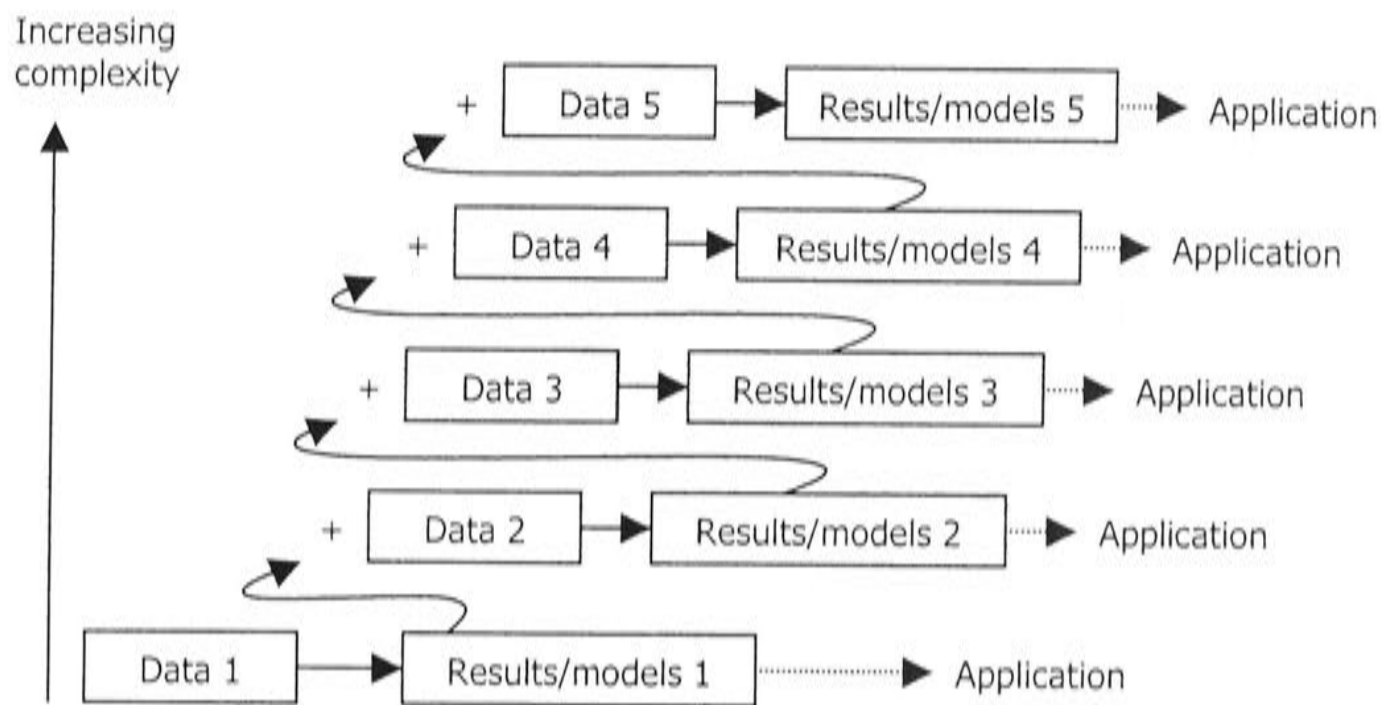 Increasing
complexity
+ Data 5 Results/models 5 Application
+ Data 4 Results/models 4 Application
+ Data 3 Results/models 3 Application
+ Data 2 Results/models 2 Application
Data 1 Results/models 1 Application